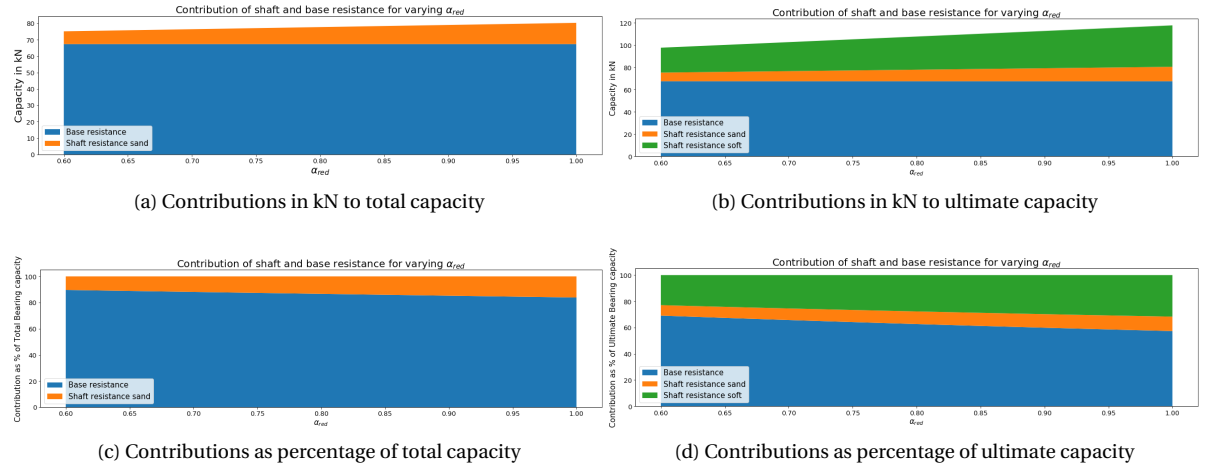 Contribution of shaft and base resistance for varying α_red
Capacity in kN
80
70
60
50
40
30
20
10
0
Base resistance
Shaft resistance sand
0.60 0.65 0.70 0.75 0.80 0.85 0.90 0.95 1.00
α_red
(a) Contributions in kN to total capacity
Contribution of shaft and base resistance for varying α_red
Capacity in kN
120
100
80
60
40
20
0
Base resistance
Shaft resistance sand
Shaft resistance soft
0.60 0.65 0.70 0.75 0.80 0.85 0.90 0.95 1.00
α_red
(b) Contributions in kN to ultimate capacity
Contribution of shaft and base resistance for varying α_red
Contribution as % of Total Bearing capacity
100
80
60
40
20
0
Base resistance
Shaft resistance sand
0.60 0.65 0.70 0.75 0.80 0.85 0.90 0.95 1.00
α_red
(c) Contributions as percentage of total capacity
Contribution of shaft and base resistance for varying α_red
Contribution as % of Ultimate Bearing capacity
100
80
60
40
20
0
Base resistance
Shaft resistance sand
Shaft resistance soft
0.60 0.65 0.70 0.75 0.80 0.85 0.90 0.95 1.00
α_red
(d) Contributions as percentage of ultimate capacity